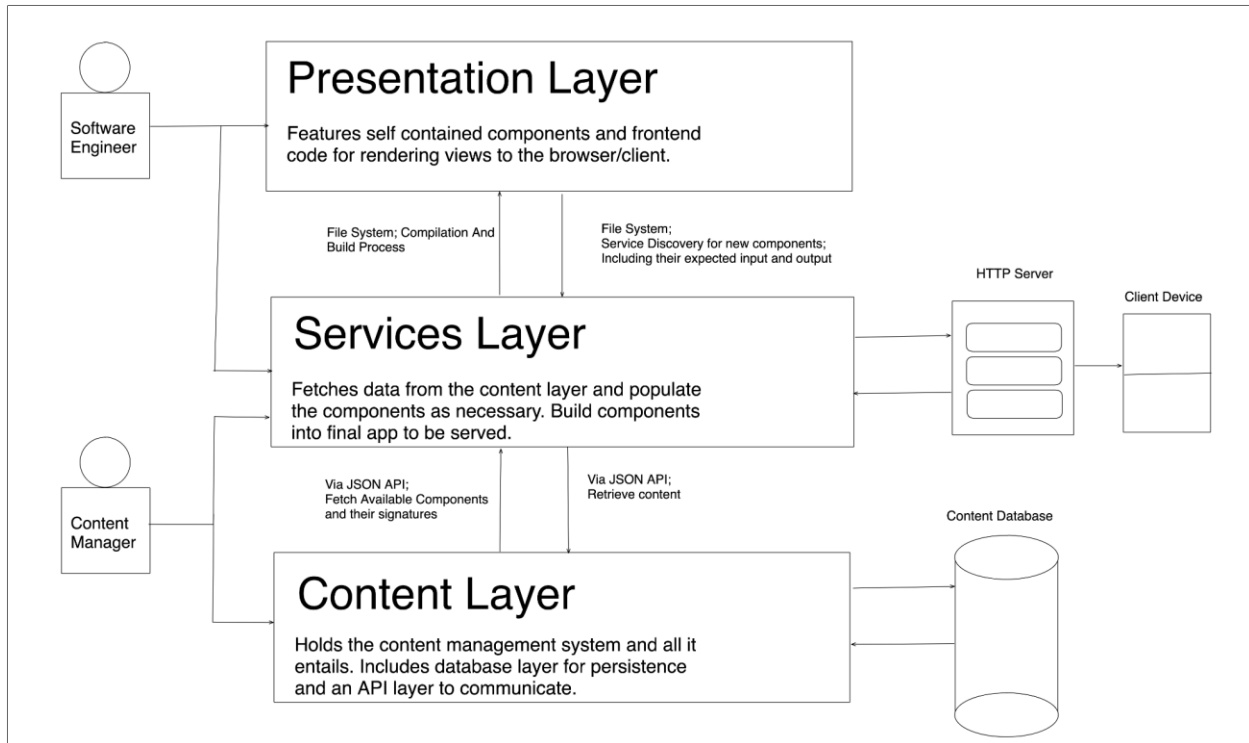 Presentation Layer
Features self contained components and frontend
code for rendering views to the browser/client.
Software
Engineer
File System; Compilation And
Build Process
File System;
Service Discovery for new components;
Including their expected input and output
HTTP Server
Client Device
Services Layer
Fetches data from the content layer and populate
the components as necessary. Build components
into final app to be served.
Content
Manager
Via JSON API;
Fetch Available Components
and their signatures
Via JSON API;
Retrieve content
Content Database
Content Layer
Holds the content management system and all it
entails. Includes database layer for persistence
and an API layer to communicate.